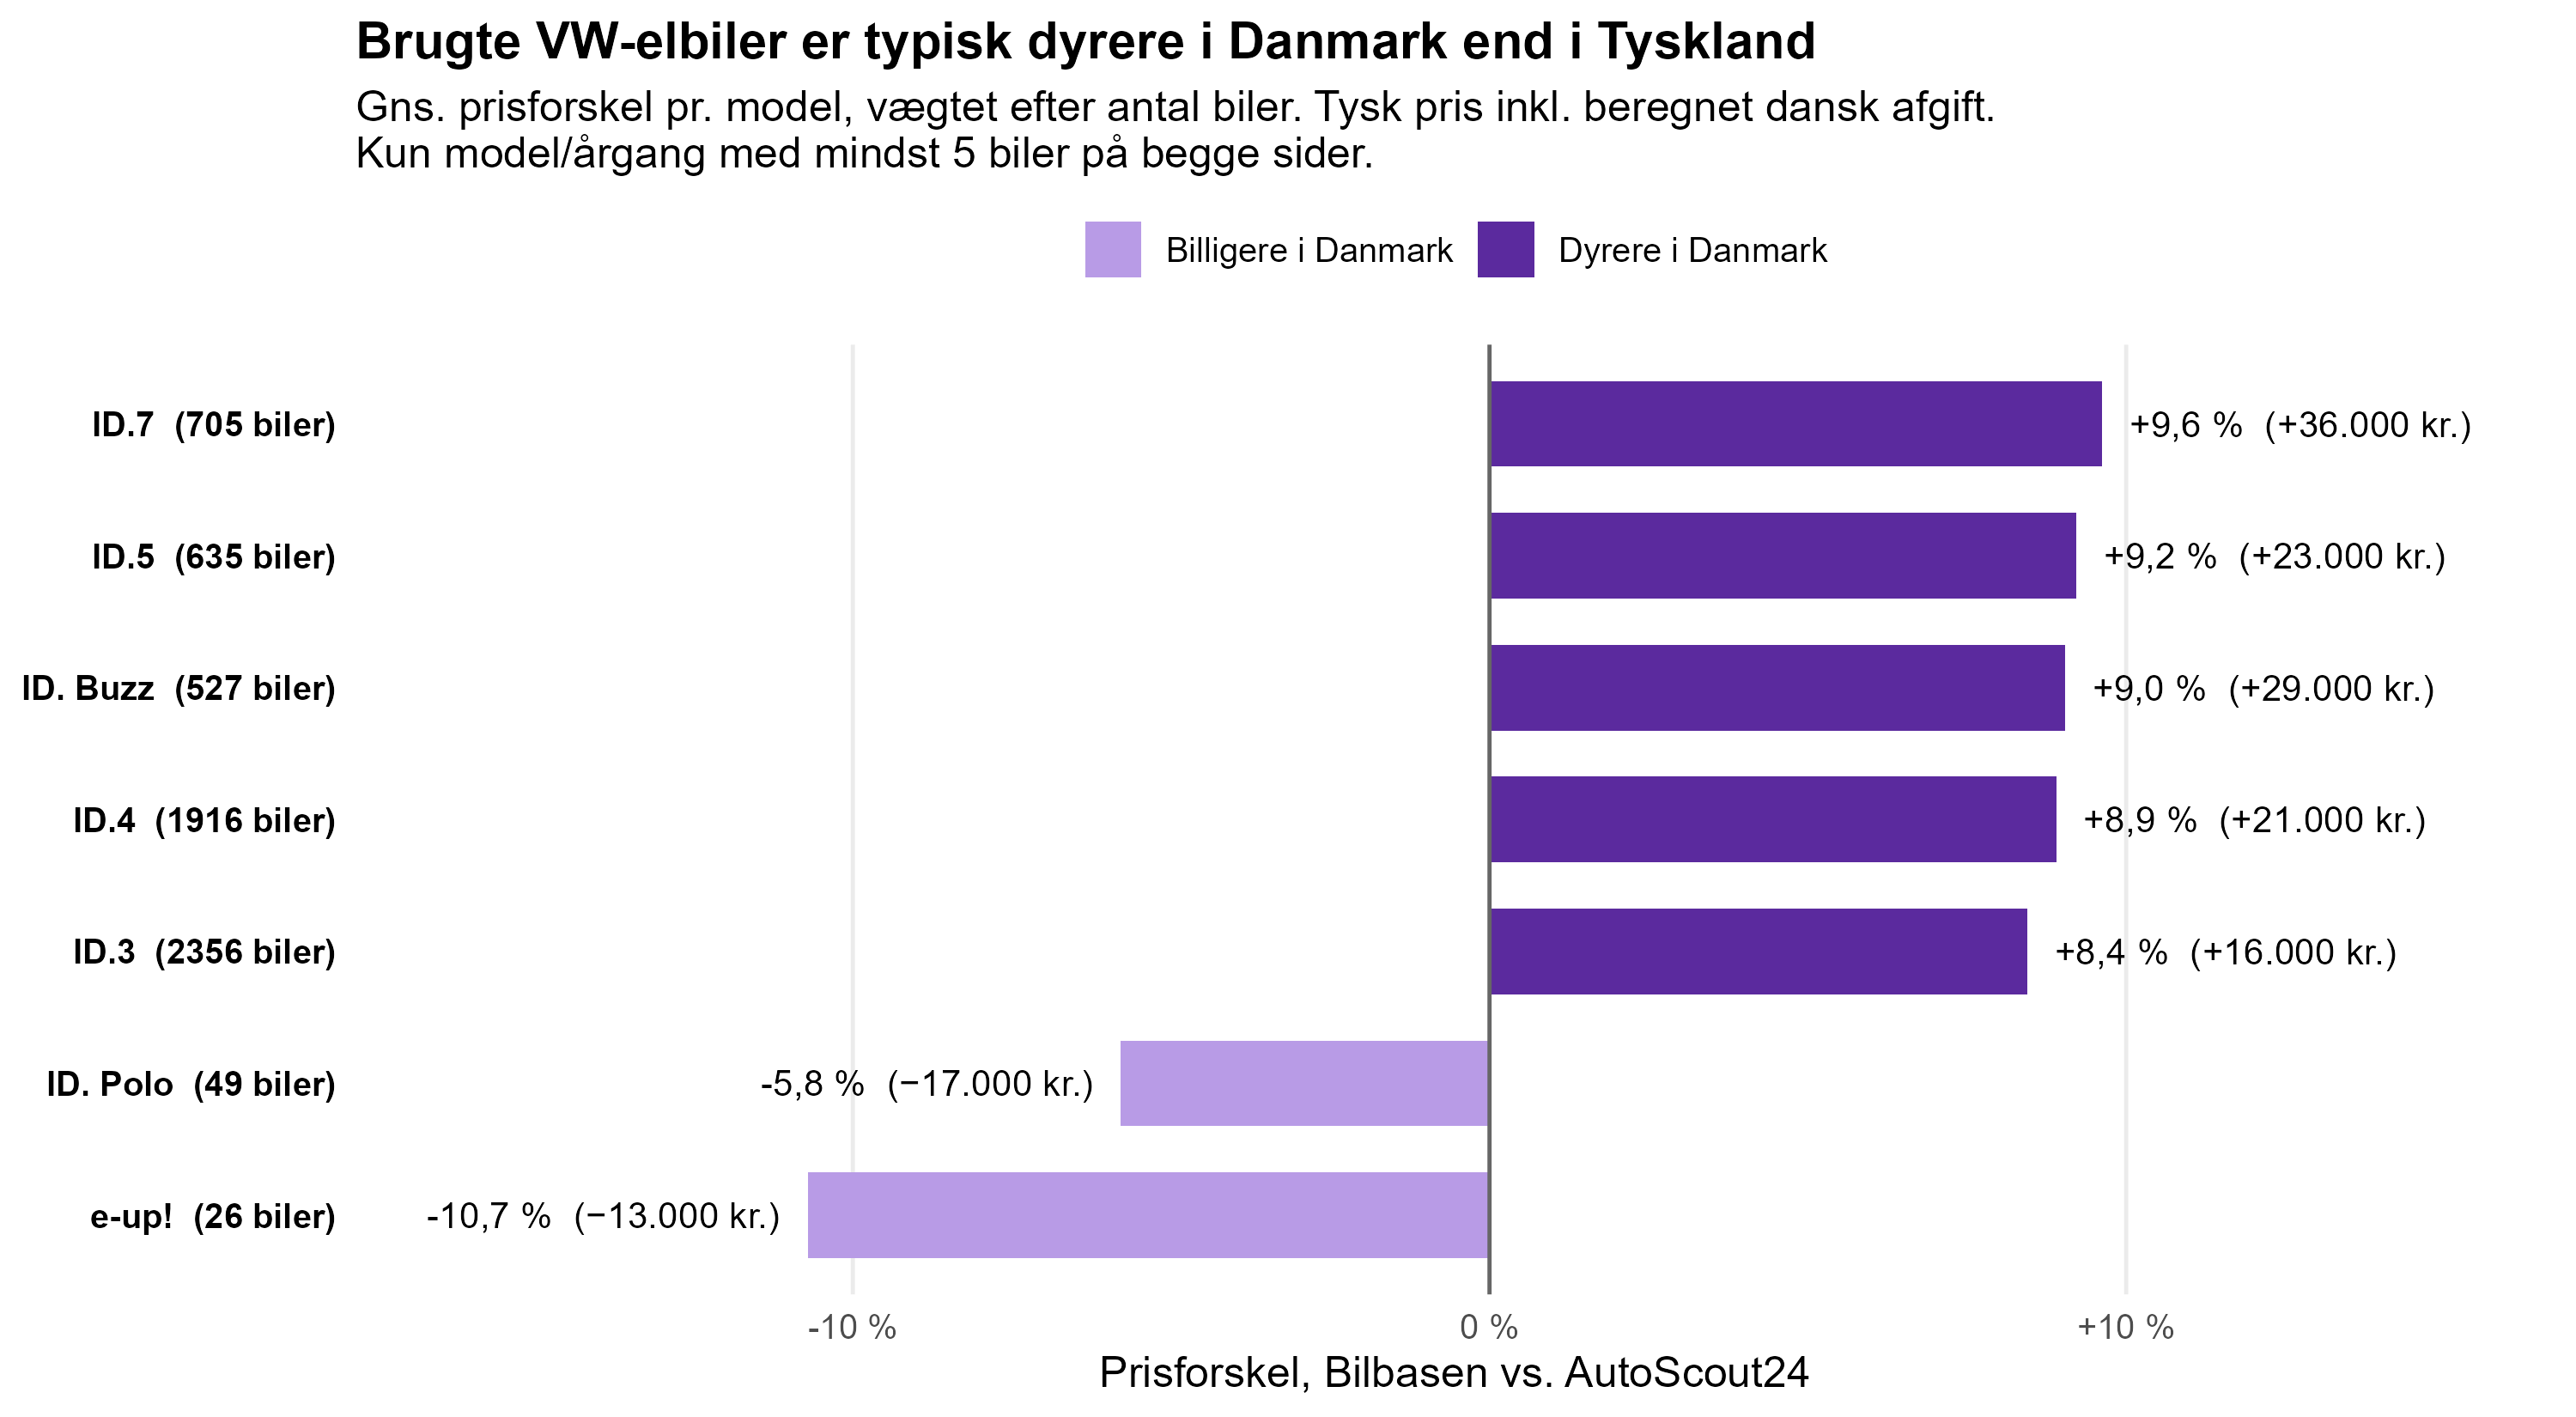 Brugte VW-elbiler er typisk dyrere i Danmark end i Tyskland
Gns. prisforskel pr. model, vægtet efter antal biler. Tysk pris inkl. beregnet dansk afgift.
Kun model/årgang med mindst 5 biler på begge sider.
Billigere i Danmark
Dyrere i Danmark
ID.7 (705 biler)
+9,6 % (+36.000 kr.)
ID.5 (635 biler)
+9,2 % (+23.000 kr.)
ID. Buzz (527 biler)
+9,0 % (+29.000 kr.)
ID.4 (1916 biler)
+8,9 % (+21.000 kr.)
ID.3 (2356 biler)
+8,4 % (+16.000 kr.)
ID. Polo (49 biler)
-5,8 % (−17.000 kr.)
e-up! (26 biler)
-10,7 % (−13.000 kr.)
-10 %
0 %
+10 %
Prisforskel, Bilbasen vs. AutoScout24